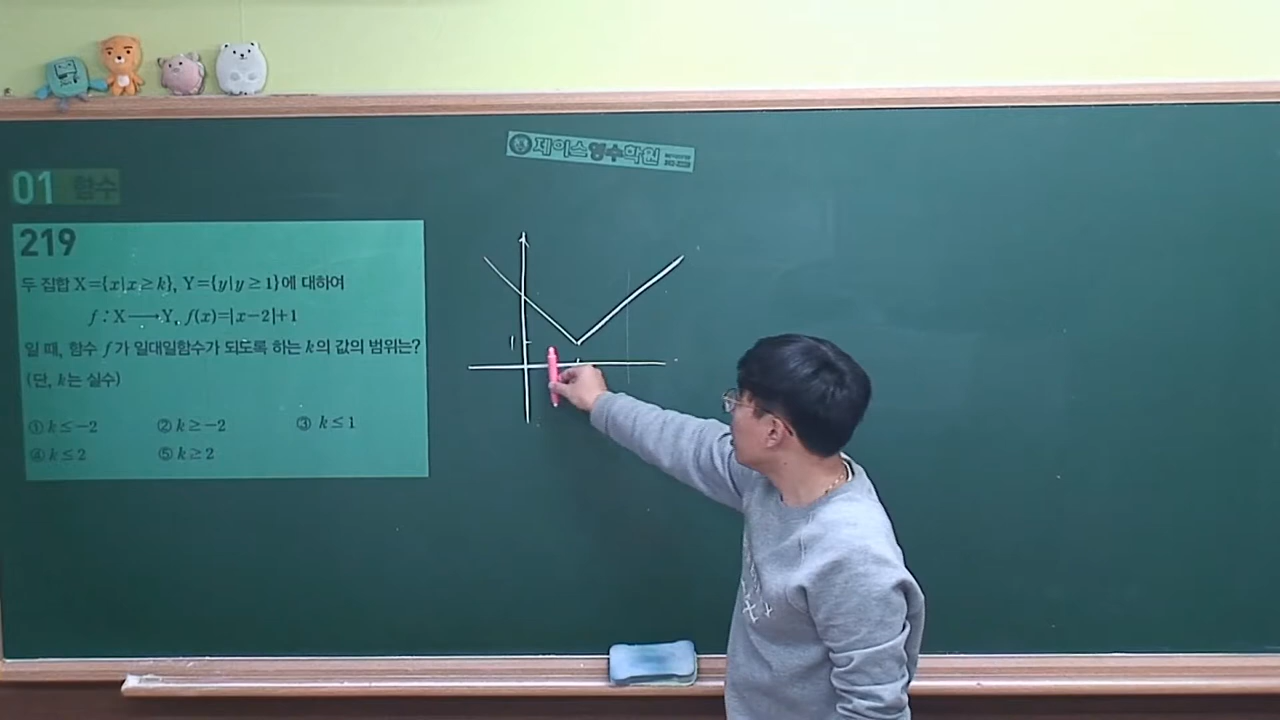 제이스영수학원
01 함수
219
두 집합 X={x|x≥k}, Y={y|y≥1}에 대하여
f : X⟶Y, f(x)=|x−2|+1
일 때, 함수 f가 일대일함수가 되도록 하는 k의 값의 범위는?
(단, k는 실수)
① k≤−2 ② k≥−2 ③ k≤1
④ k≤2 ⑤ k≥2
1